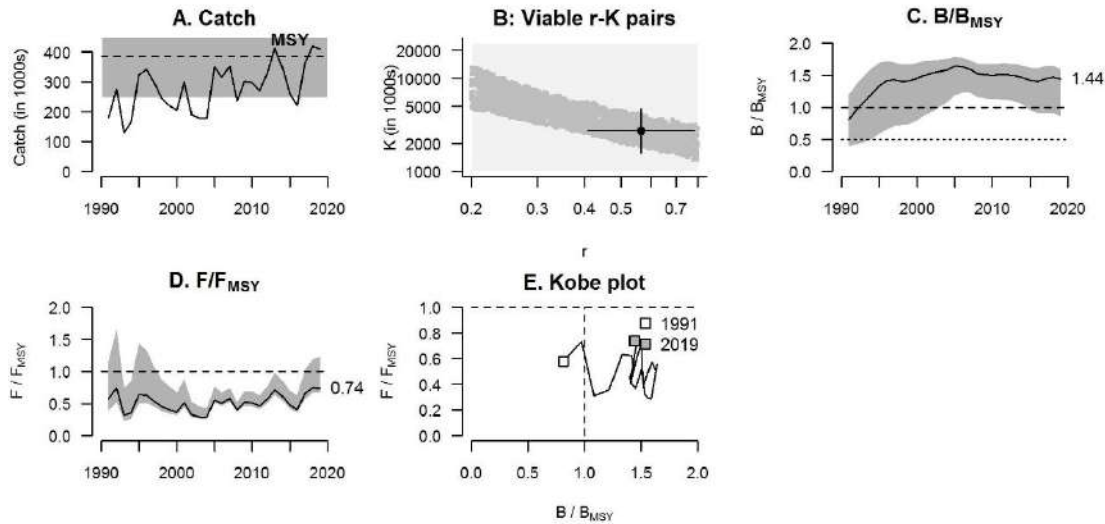 A. Catch
MSY
Catch (in 1000s)
400
300
200
100
0
1990 2000 2010 2020
B: Viable r-K pairs
K (in 1000s)
10000
5000
2000
1000
0.2 0.3 0.4 0.5 0.7
r
C. B/BMSY
B / BMSY
2.0
1.5
1.0
0.5
0.0
1.44
1990 2000 2010 2020
D. F/FMSY
F / FMSY
2.0
1.5
1.0
0.5
0.0
0.74
1990 2000 2010 2020
E. Kobe plot
F / FMSY
1.0
0.8
0.6
0.4
0.2
0.0
1991
2019
0.0 0.5 1.0 1.5 2.0
B / BMSY